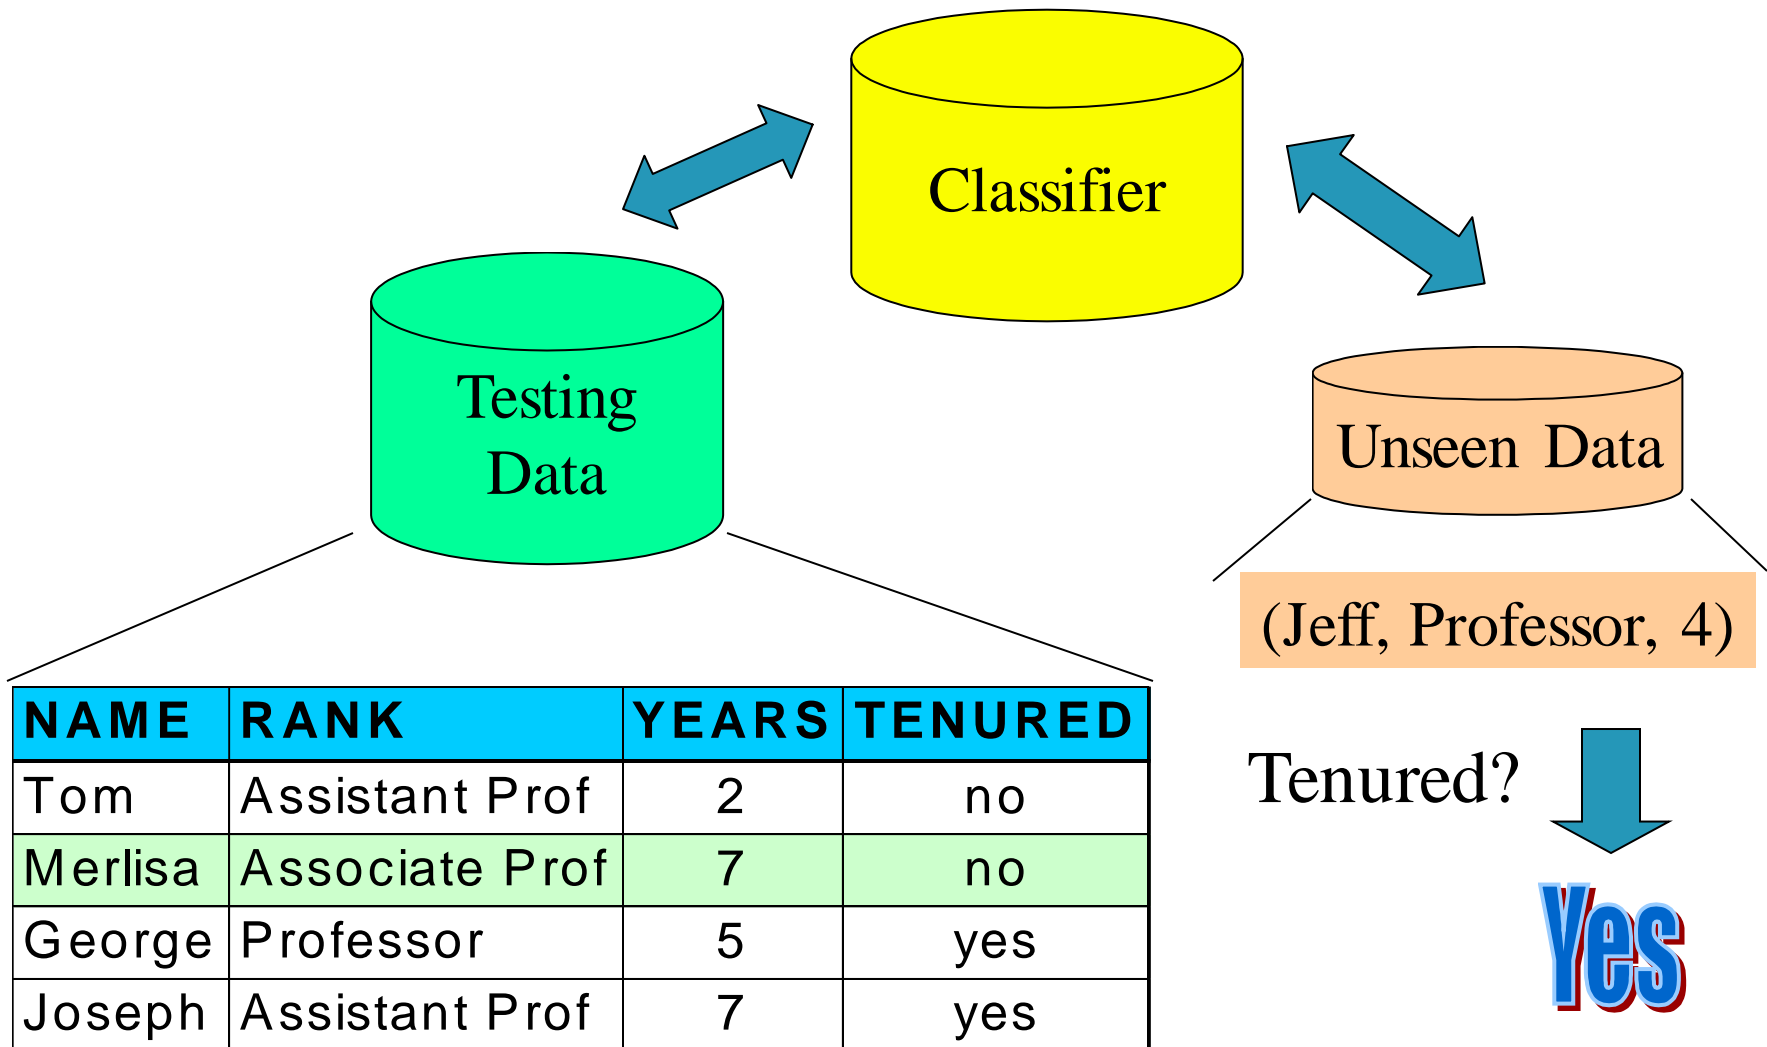 Classifier
Testing
Data
Unseen Data
(Jeff, Professor, 4)
NAME RANK YEARS TENURED
Tom Assistant Prof 2 no
Merlisa Associate Prof 7 no
George Professor 5 yes
Joseph Assistant Prof 7 yes
Tenured?
Yes